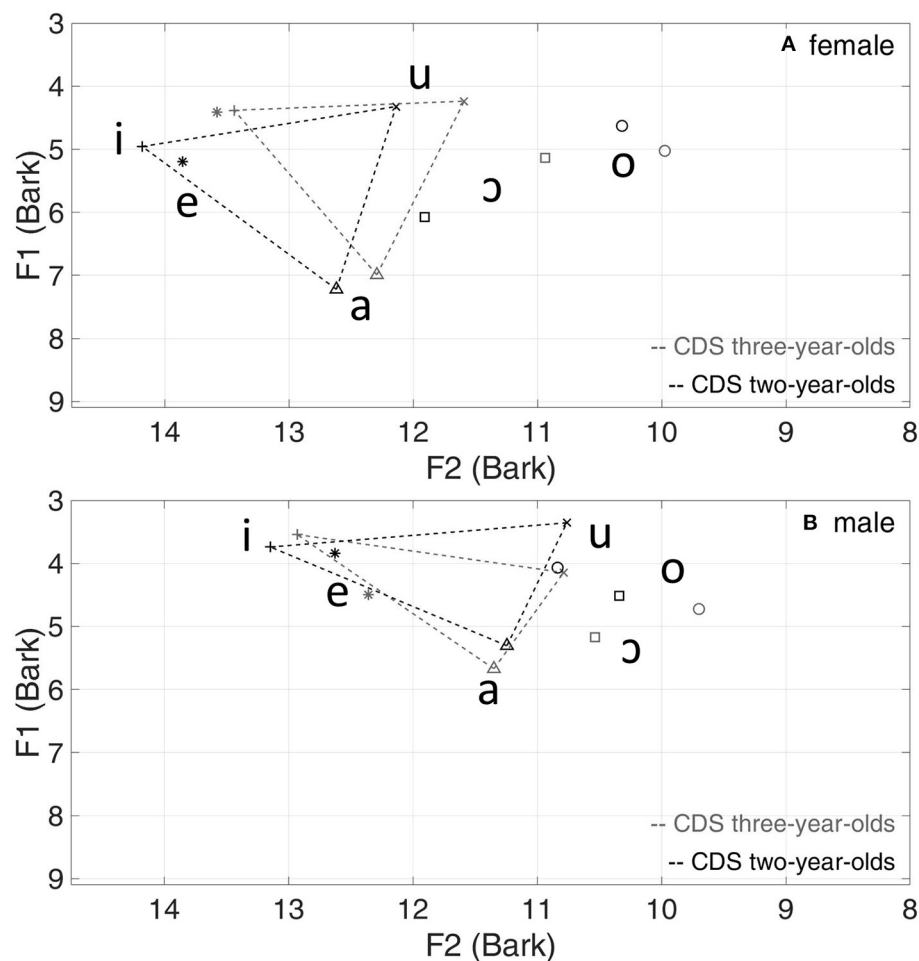 3
A female
4
u
i
5
o
e
ɔ
6
F1 (Bark)
7
a
8
-- CDS three-year-olds
-- CDS two-year-olds
9
14 13 12 11 10 9 8
F2 (Bark)
3
B male
i
u
4
o
e
5
ɔ
6
a
F1 (Bark)
7
8
-- CDS three-year-olds
-- CDS two-year-olds
9
14 13 12 11 10 9 8
F2 (Bark)